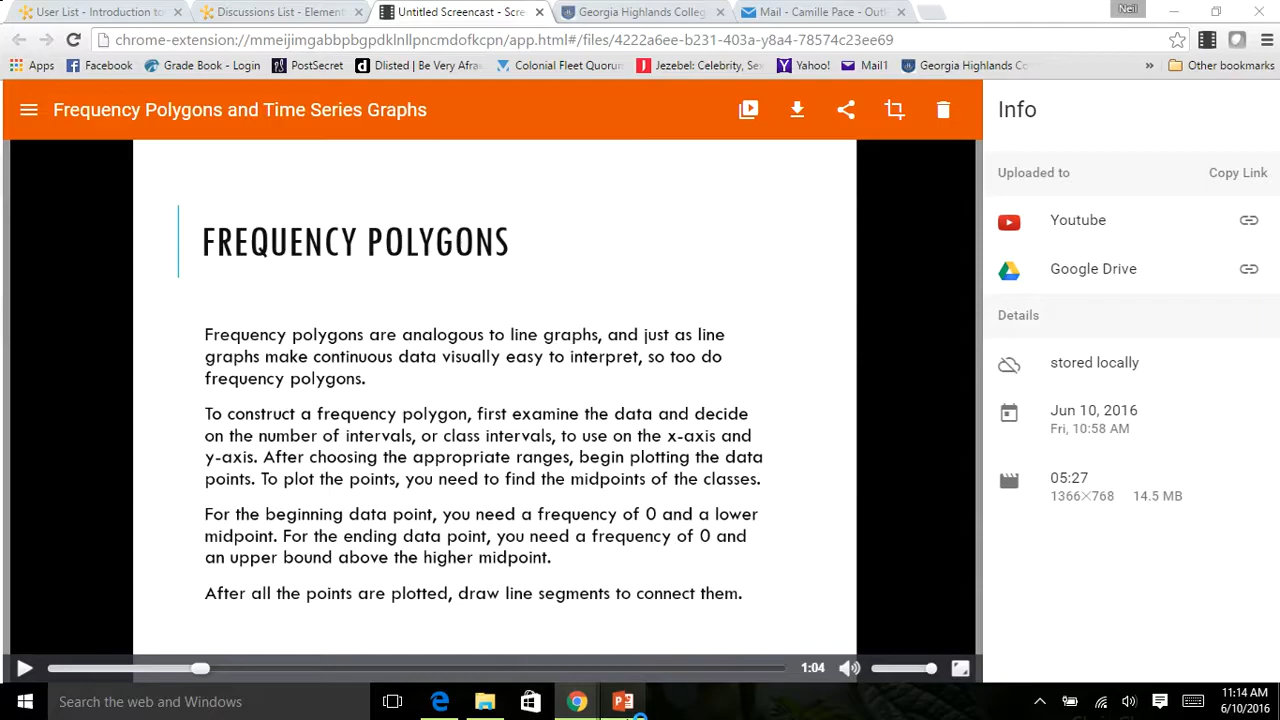 User List - Introduction to
Discussions List - Element
Untitled Screencast - Scre
Georgia Highlands Colleg
Mail - Camille Pace - Outl
Neil
chrome-extension://mmeijimgabbpbgpdklnllpncmdofkcpn/app.html#/files/4222a6ee-b231-403a-y8a4-78574c23ee69
Apps
Facebook
Grade Book - Login
PostSecret
Dlisted | Be Very Afra
Colonial Fleet Quorun
Jezebel: Celebrity, Sex
Yahoo!
Mail1
Georgia Highlands Co
Other bookmarks
Frequency Polygons and Time Series Graphs
Info
Uploaded to
Copy Link
Youtube
Google Drive
Details
stored locally
Jun 10, 2016
Fri, 10:58 AM
05:27
1366×768 14.5 MB
FREQUENCY POLYGONS
Frequency polygons are analogous to line graphs, and just as line
graphs make continuous data visually easy to interpret, so too do
frequency polygons.
To construct a frequency polygon, first examine the data and decide
on the number of intervals, or class intervals, to use on the x-axis and
y-axis. After choosing the appropriate ranges, begin plotting the data
points. To plot the points, you need to find the midpoints of the classes.
For the beginning data point, you need a frequency of 0 and a lower
midpoint. For the ending data point, you need a frequency of 0 and
an upper bound above the higher midpoint.
After all the points are plotted, draw line segments to connect them.
1:04
Search the web and Windows
11:14 AM
6/10/2016